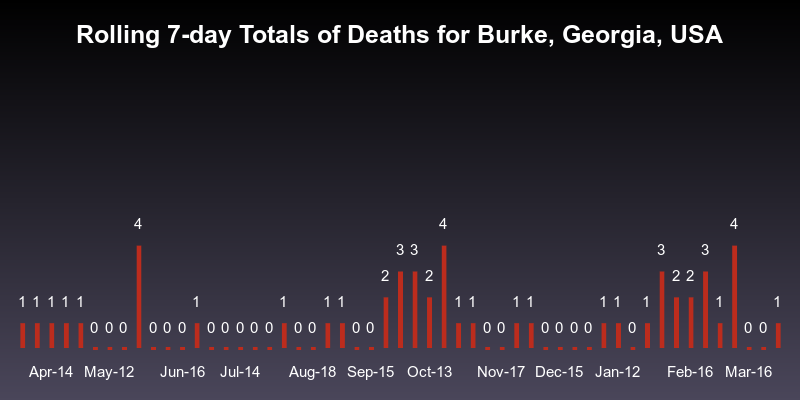 Rolling 7-day Totals of Deaths for Burke, Georgia, USA
1 1 1 1 1 0 0 0 4 0 0 0 1 0 0 0 0 0 1 0 0 1 1 0 0 2 3 3 2 4 1 1 0 0 1 1 0 0 0 0 1 1 0 1 3 2 2 3 1 4 0 0 1
Apr-14 May-12 Jun-16 Jul-14 Aug-18 Sep-15 Oct-13 Nov-17 Dec-15 Jan-12 Feb-16 Mar-16